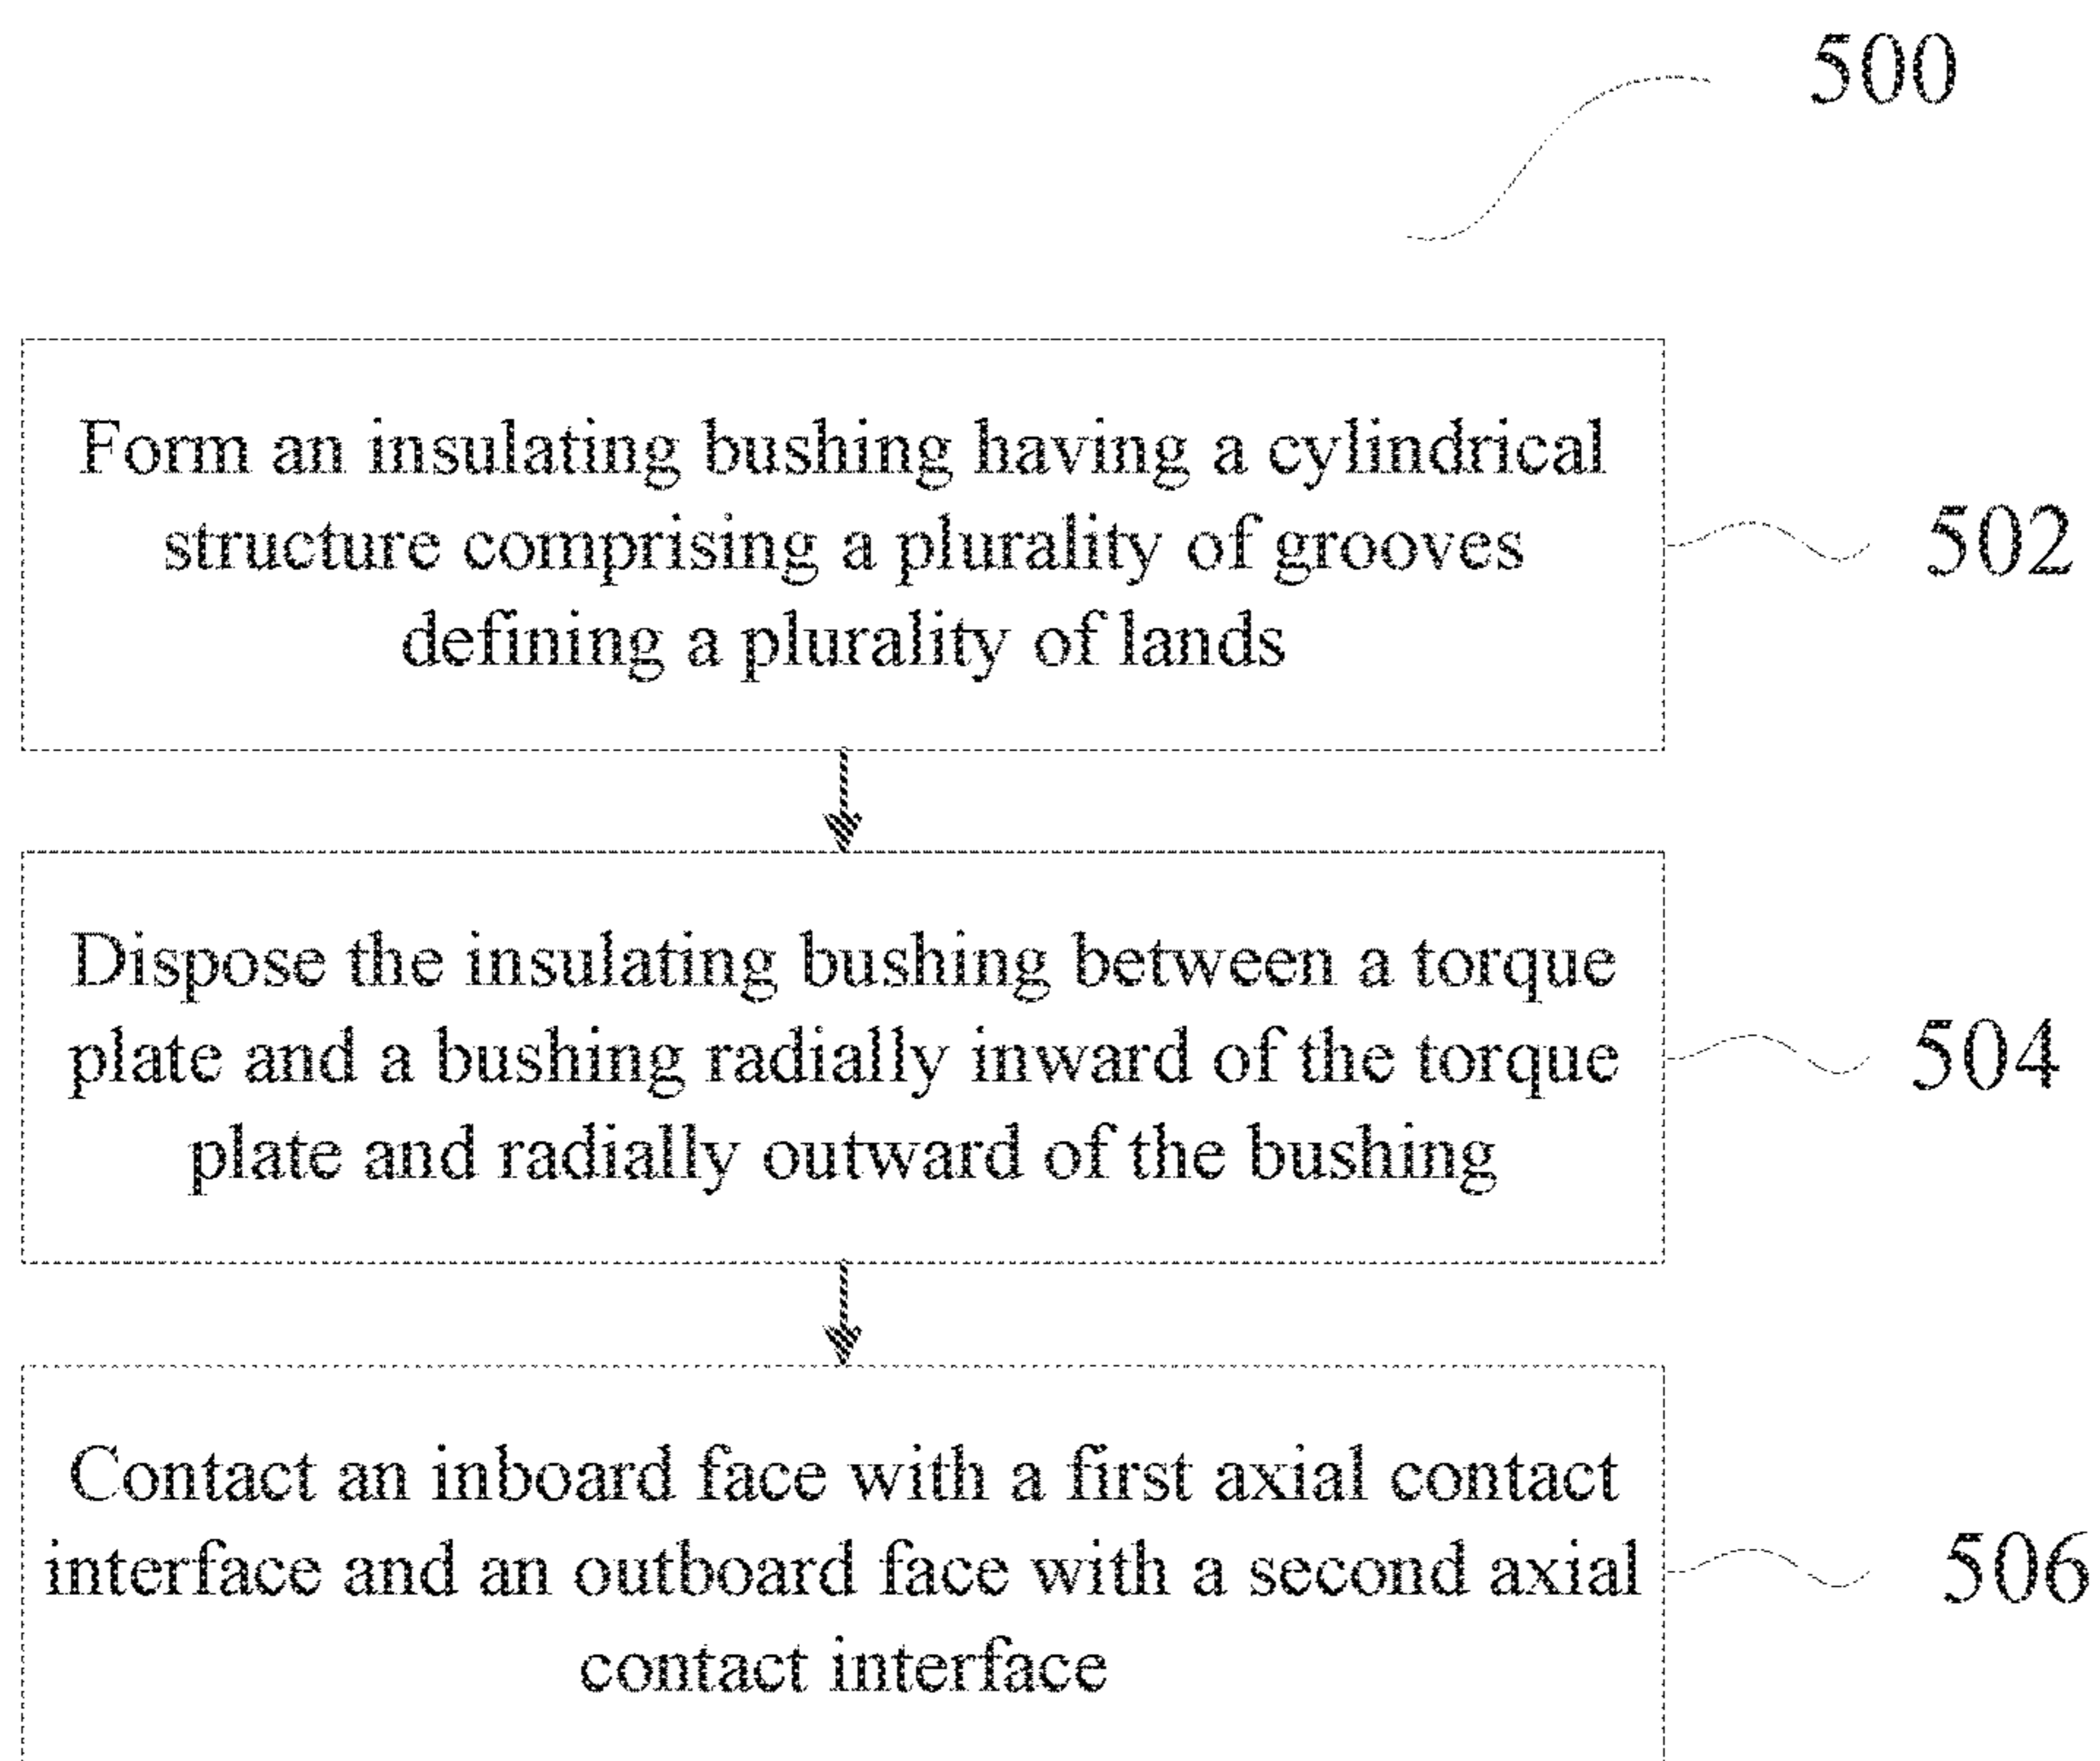 500
Form an insulating bushing having a cylindrical
structure comprising a plurality of grooves
defining a plurality of lands
502
Dispose the insulating bushing between a torque
plate and a bushing radially inward of the torque
plate and radially outward of the bushing
504
Contact an inboard face with a first axial contact
interface and an outboard face with a second axial
contact interface
506